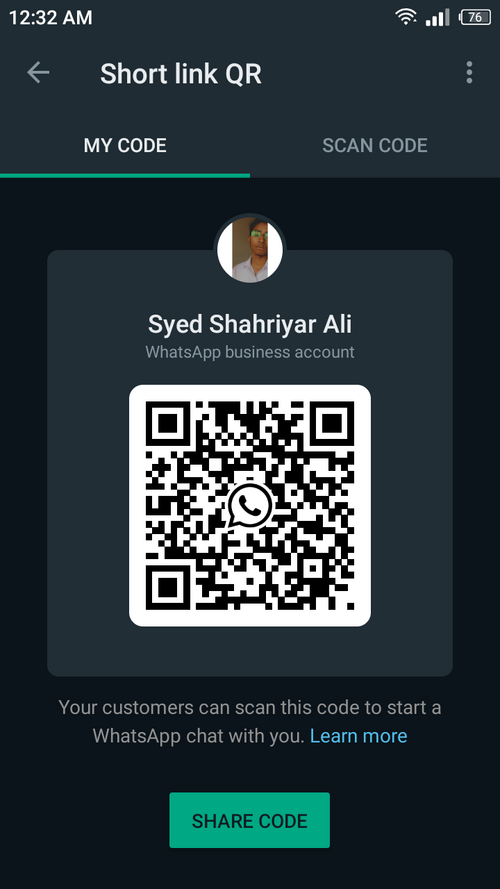 12:32 AM
76
Short link QR
MY CODE
SCAN CODE
Syed Shahriyar Ali
WhatsApp business account
Your customers can scan this code to start a
WhatsApp chat with you. Learn more
SHARE CODE